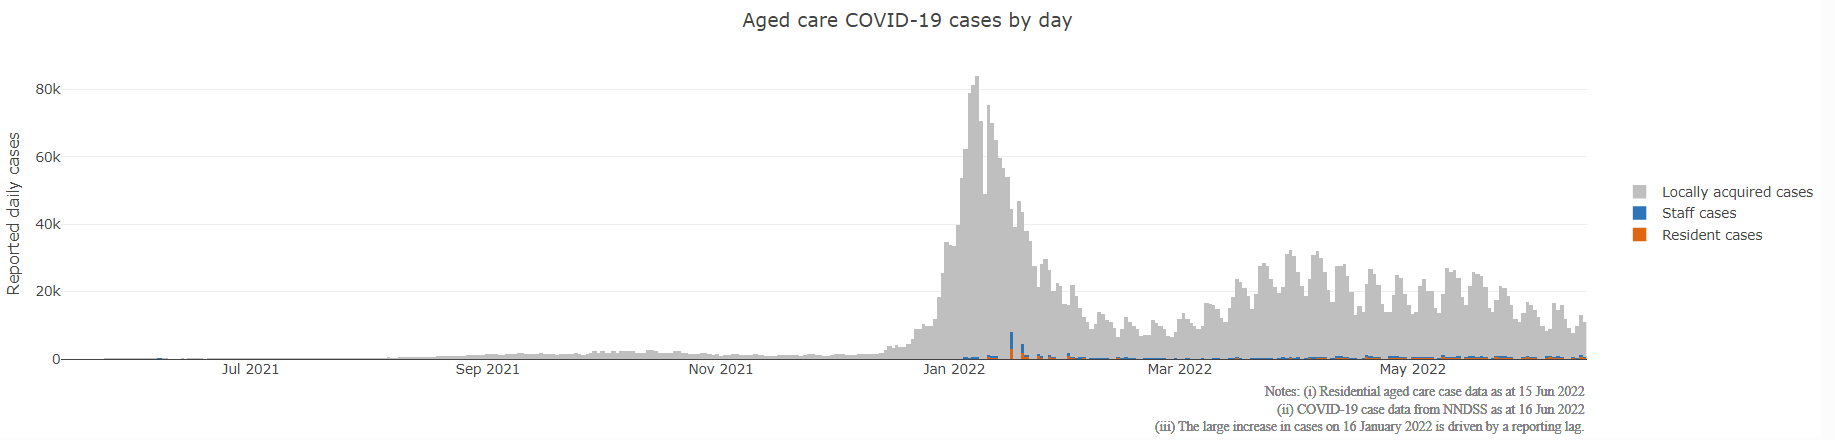 Aged care COVID-19 cases by day
Reported daily cases
80k
60k
40k
20k
0
Jul 2021
Sep 2021
Nov 2021
Jan 2022
Mar 2022
May 2022
Locally acquired cases
Staff cases
Resident cases
Notes: (i) Residential aged care case data as at 15 Jun 2022
(ii) COVID-19 case data from NNDSS as at 16 Jun 2022
(iii) The large increase in cases on 16 January 2022 is driven by a reporting lag.